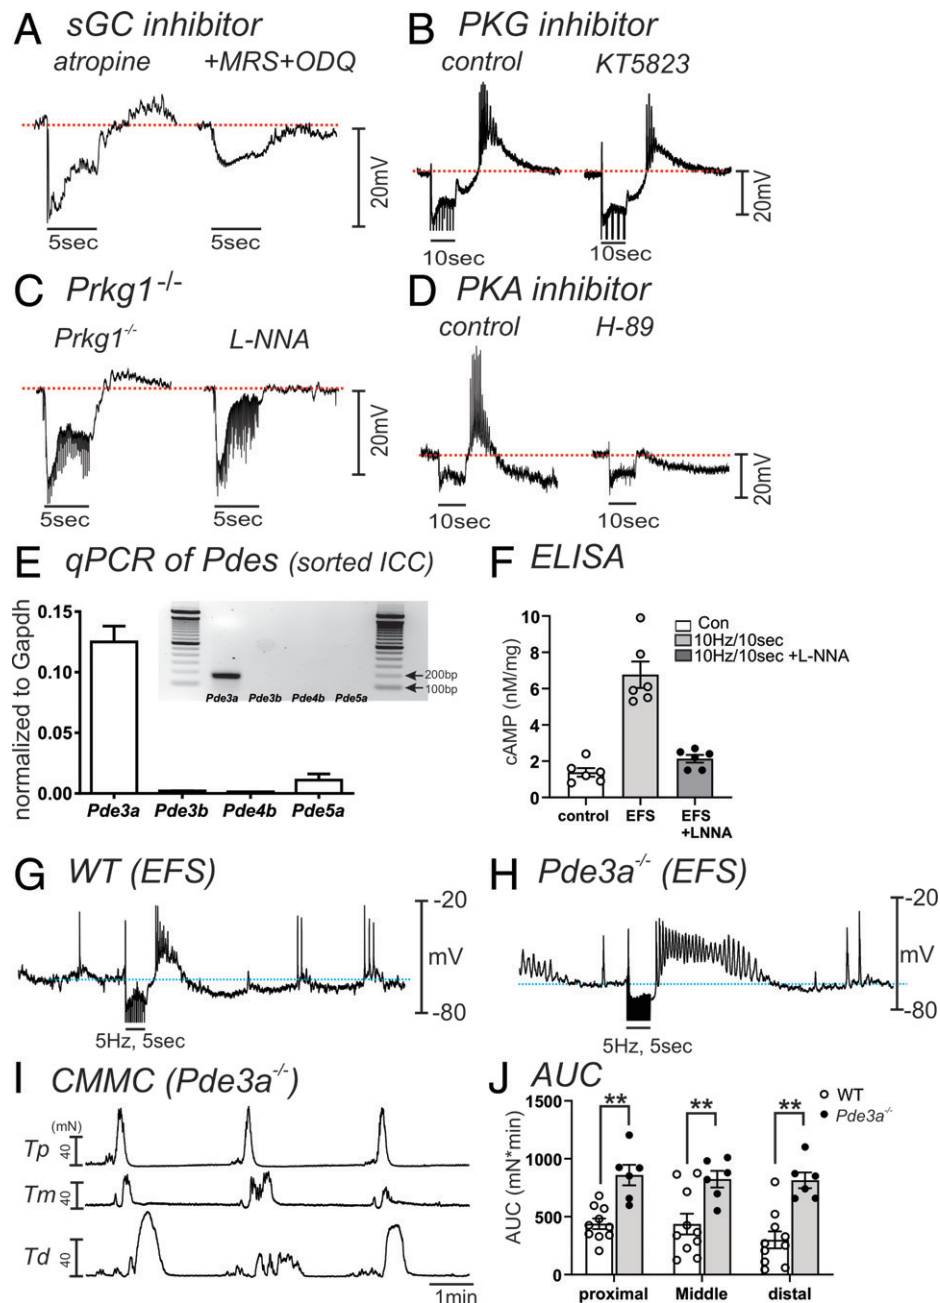 A sGC inhibitor
atropine +MRS+ODQ
20mV
5sec 5sec
B PKG inhibitor
control KT5823
20mV
10sec 10sec
C Prkg1-/-
Prkg1-/- L-NNA
20mV
5sec 5sec
D PKA inhibitor
control H-89
20mV
10sec 10sec
E qPCR of Pdes (sorted ICC)
normalized to Gapdh
0.15
0.10
0.05
0.00
200bp
100bp
Pde3a Pde3b Pde4b Pde5a
Pde3a Pde3b Pde4b Pde5a
F ELISA
cAMP (nM/mg)
10
8
6
4
2
0
Con
10Hz/10sec
10Hz/10sec +L-NNA
control EFS EFS
+LNNA
G WT (EFS)
-20
mV
-80
5Hz, 5sec
H Pde3a-/- (EFS)
-20
mV
-80
5Hz, 5sec
I CMMC (Pde3a-/-)
(mN)
Tp 40
Tm 40
Td 40
1min
J AUC
WT
Pde3a-/-
AUC (mN*min)
1500
1000
500
0
** ** **
proximal Middle distal